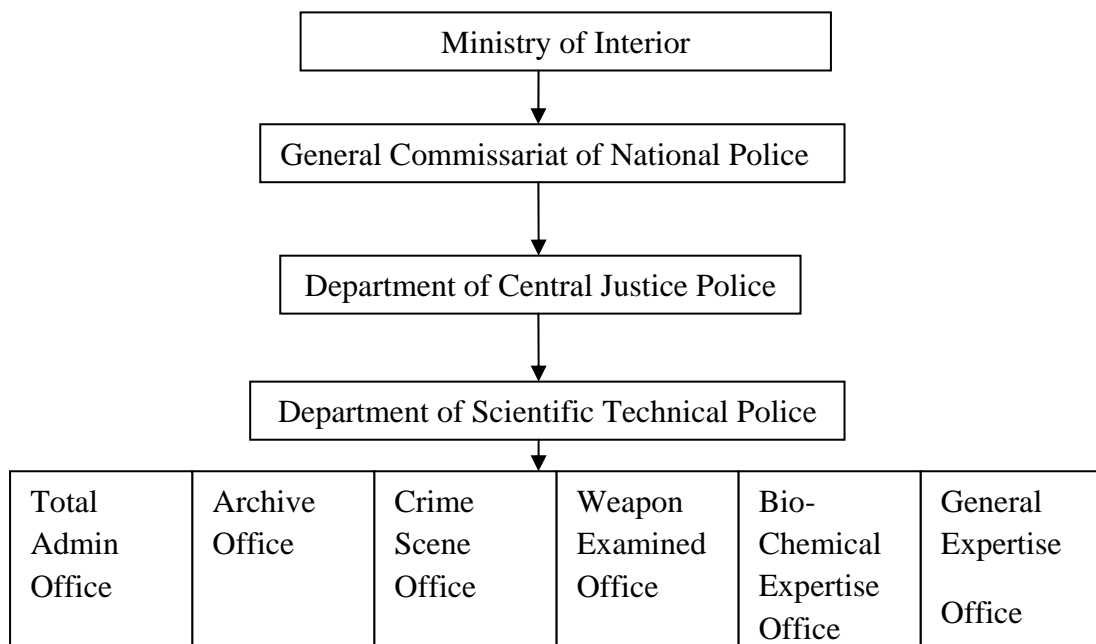 Ministry of Interior
General Commissariat of National Police
Department of Central Justice Police
Department of Scientific Technical Police
Total
Admin
Office
Archive
Office
Crime
Scene
Office
Weapon
Examined
Office
Bio-
Chemical
Expertise
Office
General
Expertise
Office